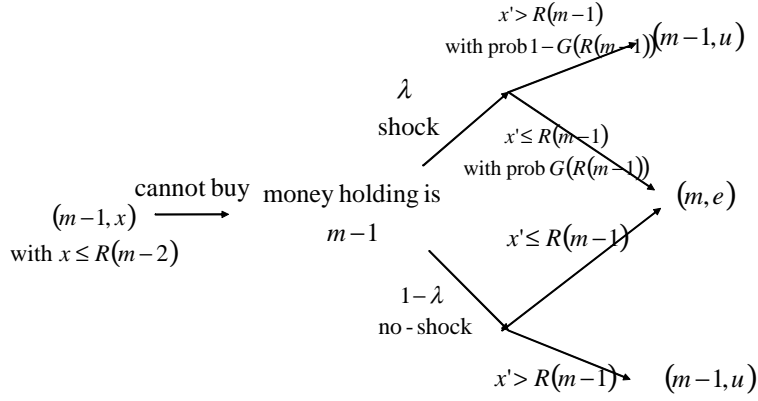 x'> R(m−1)
with prob 1−G(R(m−1))
(m−1,u)
λ
shock
x'≤ R(m−1)
with prob G(R(m−1))
cannot buy
money holding is
(m−1,x)
m−1
with x ≤ R(m−2)
(m,e)
x'≤ R(m−1)
1−λ
no - shock
x'> R(m−1)
(m−1,u)